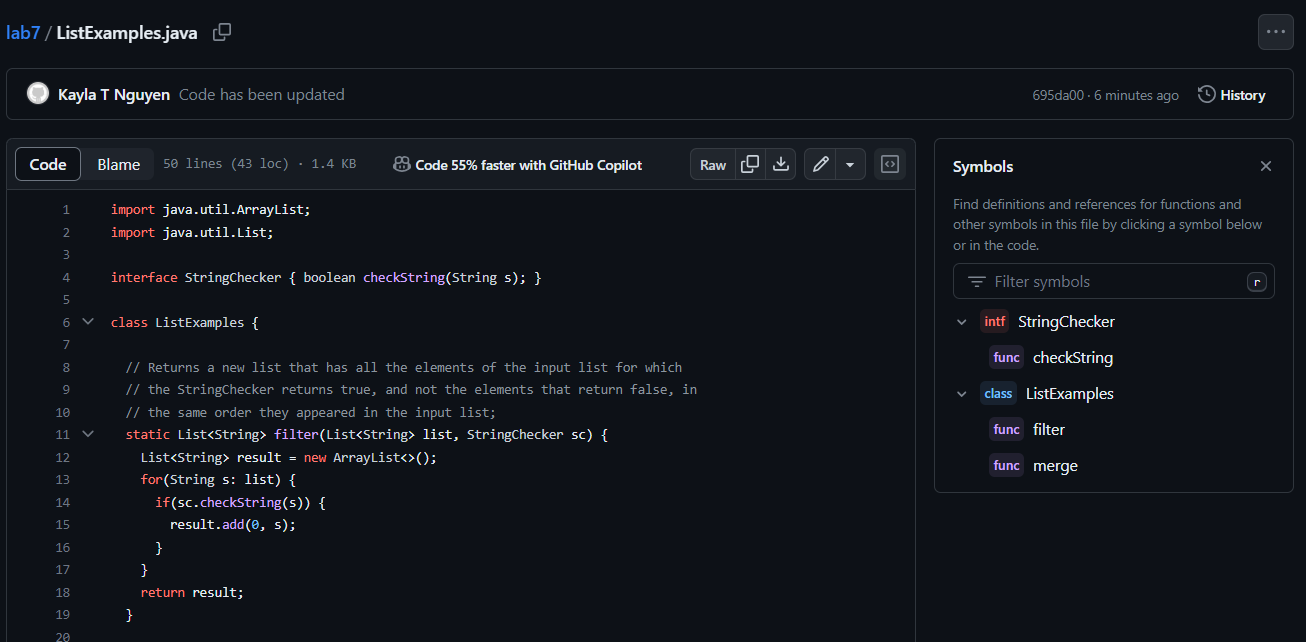 lab7 / ListExamples.java
Kayla T Nguyen Code has been updated
695da00 · 6 minutes ago History
Code Blame 50 lines (43 loc) · 1.4 KB Code 55% faster with GitHub Copilot Raw
1 import java.util.ArrayList;
2 import java.util.List;
3
4 interface StringChecker { boolean checkString(String s); }
5
6 class ListExamples {
7
8 // Returns a new list that has all the elements of the input list for which
9 // the StringChecker returns true, and not the elements that return false, in
10 // the same order they appeared in the input list;
11 static List<String> filter(List<String> list, StringChecker sc) {
12 List<String> result = new ArrayList<>();
13 for(String s: list) {
14 if(sc.checkString(s)) {
15 result.add(0, s);
16 }
17 }
18 return result;
19 }
20
Symbols
Find definitions and references for functions and
other symbols in this file by clicking a symbol below
or in the code.
Filter symbols r
intf StringChecker
func checkString
class ListExamples
func filter
func merge